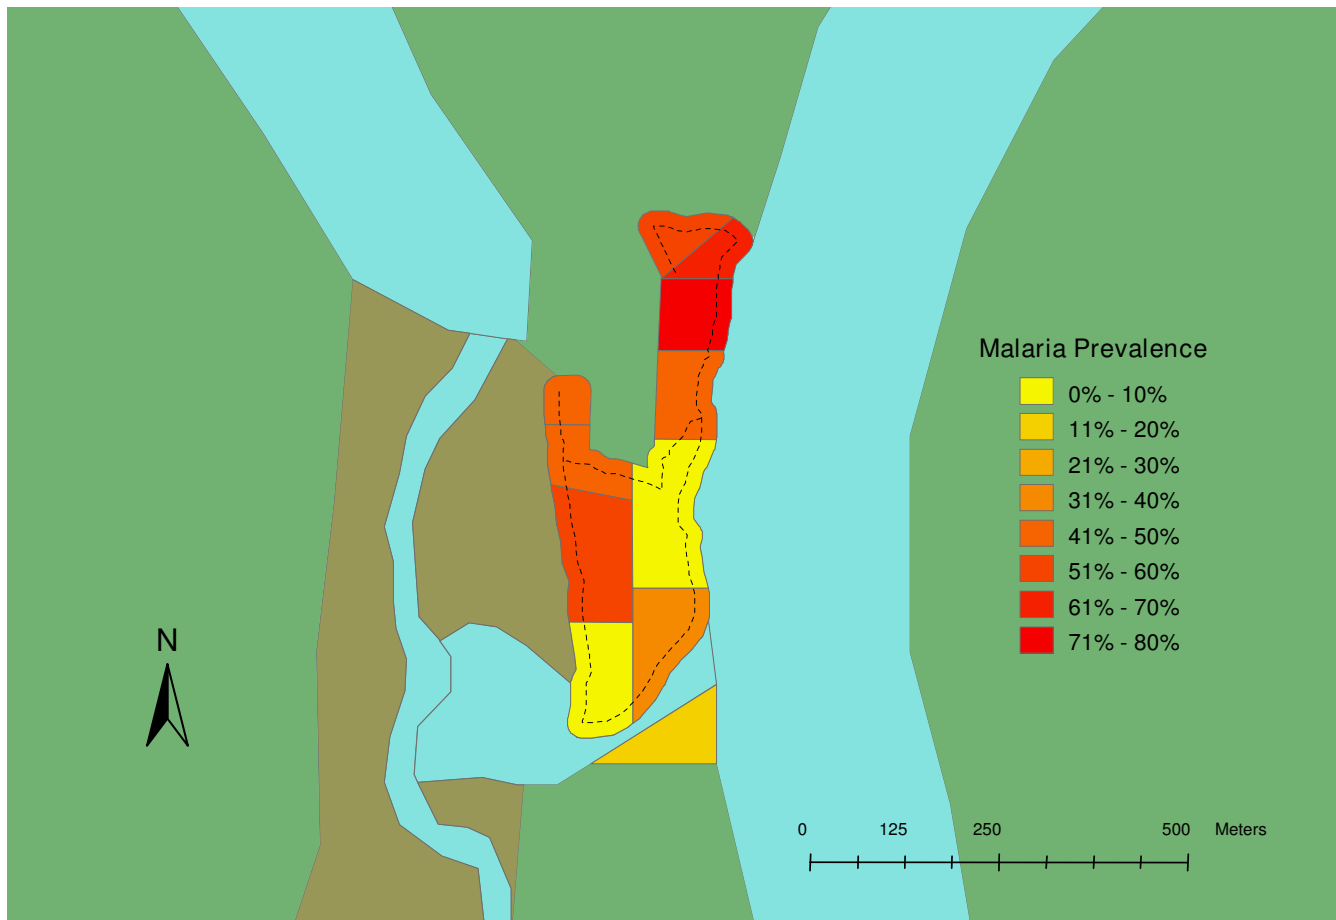 Malaria Prevalence
0% - 10%
11% - 20%
21% - 30%
31% - 40%
41% - 50%
51% - 60%
61% - 70%
71% - 80%
N
0 125 250 500 Meters